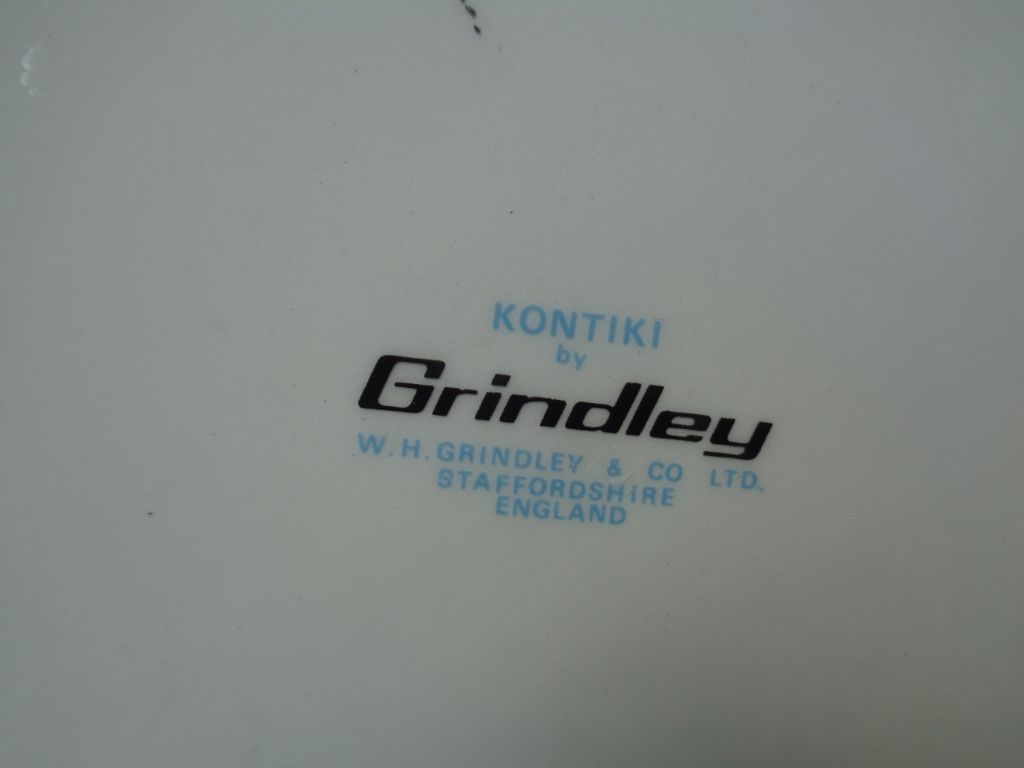 KONTIKI
by
Grindley
W.H.GRINDLEY & CO LTD.,
STAFFORDSHIRE
ENGLAND